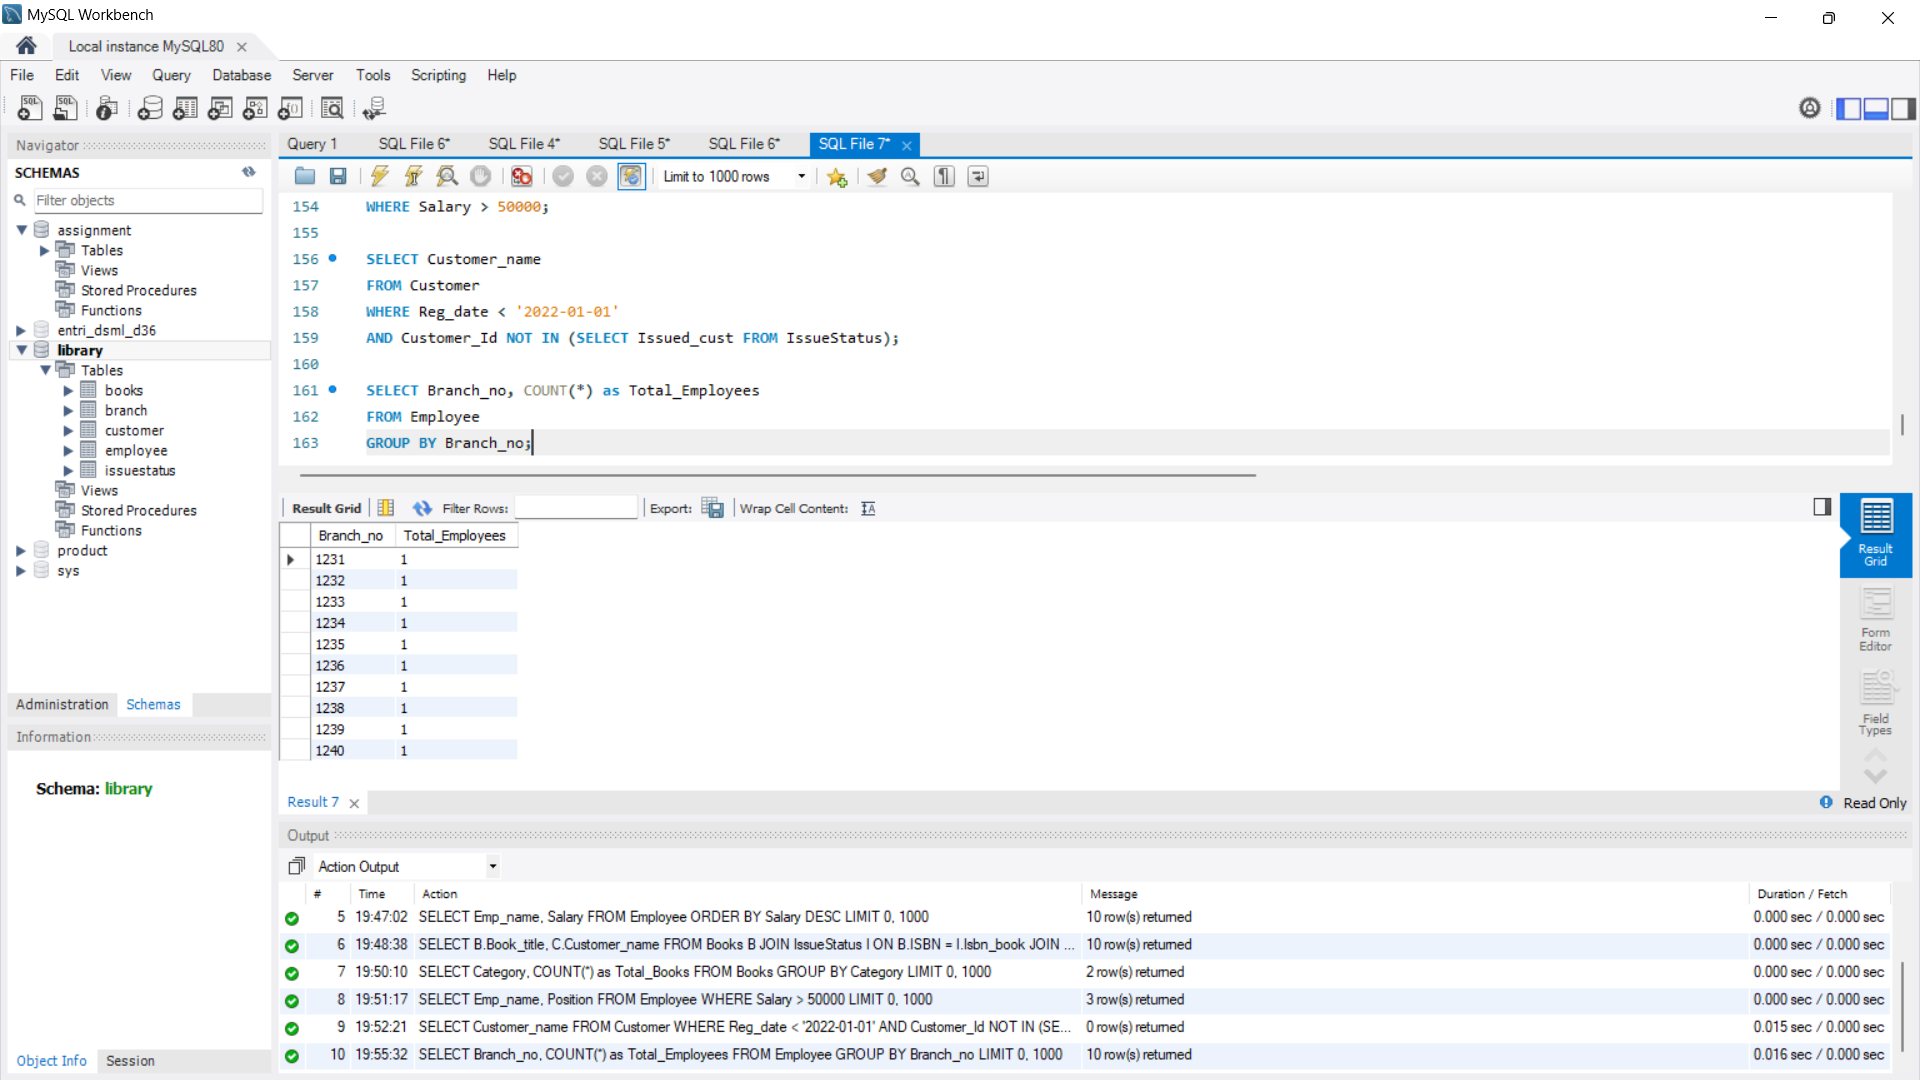 MySQL Workbench
Local instance MySQL80
File Edit View Query Database Server Tools Scripting Help
Navigator
SCHEMAS
Filter objects
assignment
Tables
Views
Stored Procedures
Functions
entri_dsml_d36
library
Tables
books
branch
customer
employee
issuestatus
Views
Stored Procedures
Functions
product
sys
Administration Schemas
Information
Schema: library
Object Info Session
Query 1 SQL File 6* SQL File 4* SQL File 5* SQL File 6* SQL File 7*
Limit to 1000 rows
154 WHERE Salary > 50000;
155
156 SELECT Customer_name
157 FROM Customer
158 WHERE Reg_date < '2022-01-01'
159 AND Customer_Id NOT IN (SELECT Issued_cust FROM IssueStatus);
160
161 SELECT Branch_no, COUNT(*) as Total_Employees
162 FROM Employee
163 GROUP BY Branch_no;
Result Grid Filter Rows: Export: Wrap Cell Content:
Branch_no Total_Employees
1231 1
1232 1
1233 1
1234 1
1235 1
1236 1
1237 1
1238 1
1239 1
1240 1
Result Grid
Form Editor
Field Types
Result 7
Read Only
Output
Action Output
# Time Action Message Duration / Fetch
5 19:47:02 SELECT Emp_name, Salary FROM Employee ORDER BY Salary DESC LIMIT 0, 1000 10 row(s) returned 0.000 sec / 0.000 sec
6 19:48:38 SELECT B.Book_title, C.Customer_name FROM Books B JOIN IssueStatus I ON B.ISBN = I.Isbn_book JOIN ... 10 row(s) returned 0.000 sec / 0.000 sec
7 19:50:10 SELECT Category, COUNT(*) as Total_Books FROM Books GROUP BY Category LIMIT 0, 1000 2 row(s) returned 0.000 sec / 0.000 sec
8 19:51:17 SELECT Emp_name, Position FROM Employee WHERE Salary > 50000 LIMIT 0, 1000 3 row(s) returned 0.000 sec / 0.000 sec
9 19:52:21 SELECT Customer_name FROM Customer WHERE Reg_date < '2022-01-01' AND Customer_Id NOT IN (SE... 0 row(s) returned 0.015 sec / 0.000 sec
10 19:55:32 SELECT Branch_no, COUNT(*) as Total_Employees FROM Employee GROUP BY Branch_no LIMIT 0, 1000 10 row(s) returned 0.016 sec / 0.000 sec